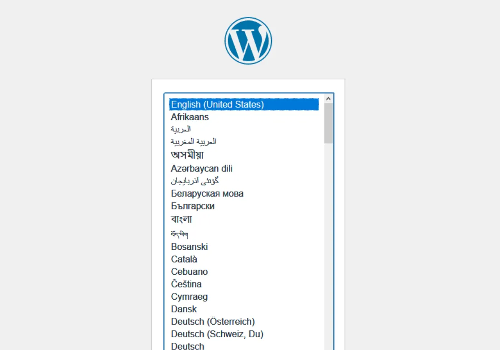 English (United States)
Afrikaans
العربية
العربية المغربية
অসমীয়া
Azərbaycan dili
گؤنئی آذربایجان
Беларуская мова
Български
বাংলা
བོད་ཡིག
Bosanski
Català
Cebuano
Čeština
Cymraeg
Dansk
Deutsch (Österreich)
Deutsch (Schweiz, Du)
Deutsch